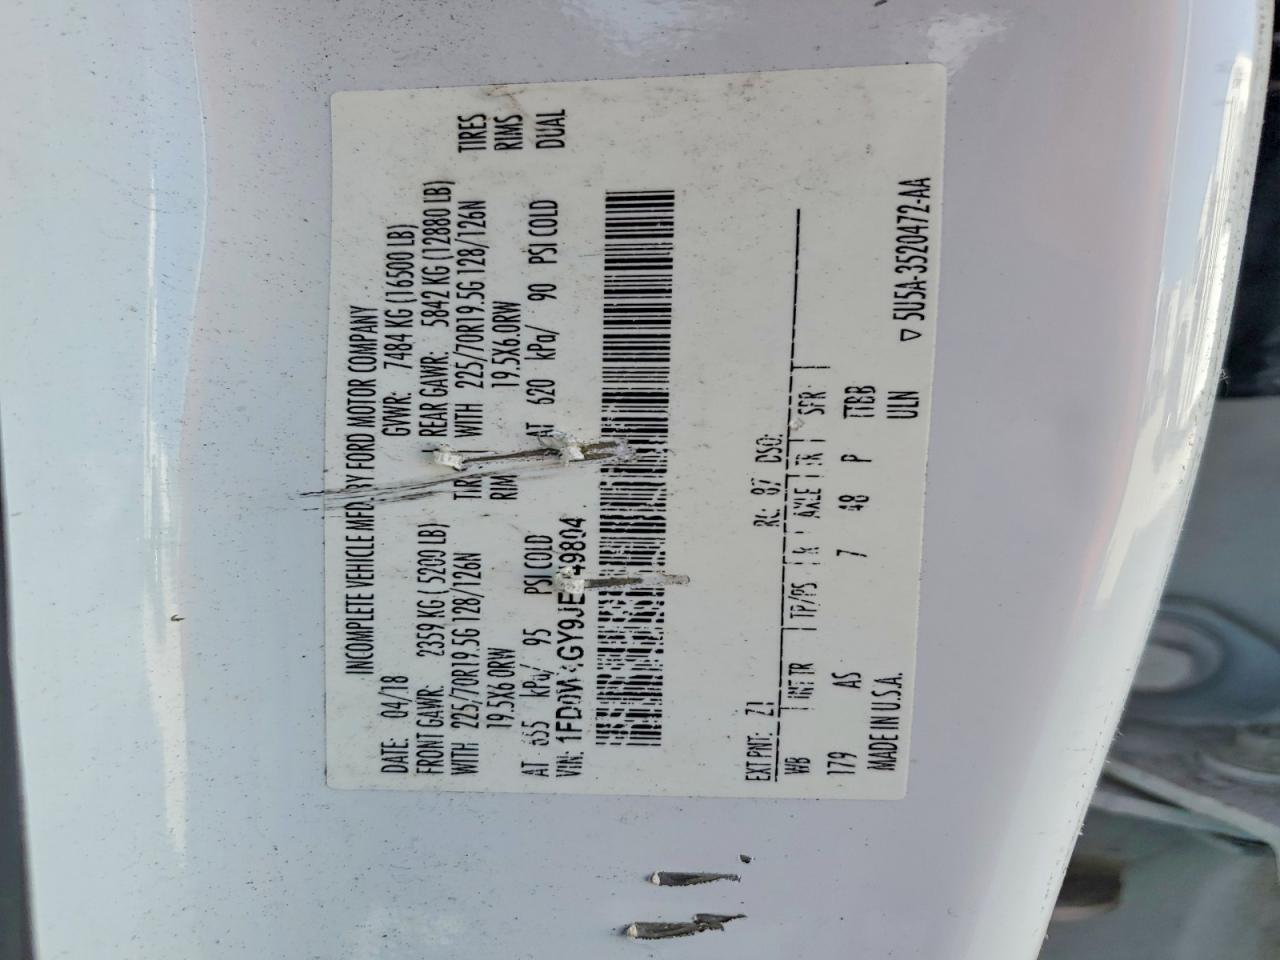 INCOMPLETE VEHICLE MFD. BY FORD MOTOR COMPANY
DATE: 04/18 GVWR: 7484 KG (16500 LB)
FRONT GAWR: 2359 KG ( 5200 LB) REAR GAWR: 5842 KG (12880 LB)
WITH 225/70R19.5G 128/126N WITH 225/70R19.5G 128/126N TIRES
19.5X6.0RW RIM 19.5X6.0RW RIMS
AT 655 kPa/ 95 PSI COLD AT 620 kPa/ 90 PSI COLD DUAL
VIN:
EXT PNT: Z1 RC: 87 DSO:
WB INT TR TP/PS R AXLE TR SPR
179 AS 7 48 P TTBB
MADE IN U.S.A. ULN
▽ 5U5A-3520472-AA